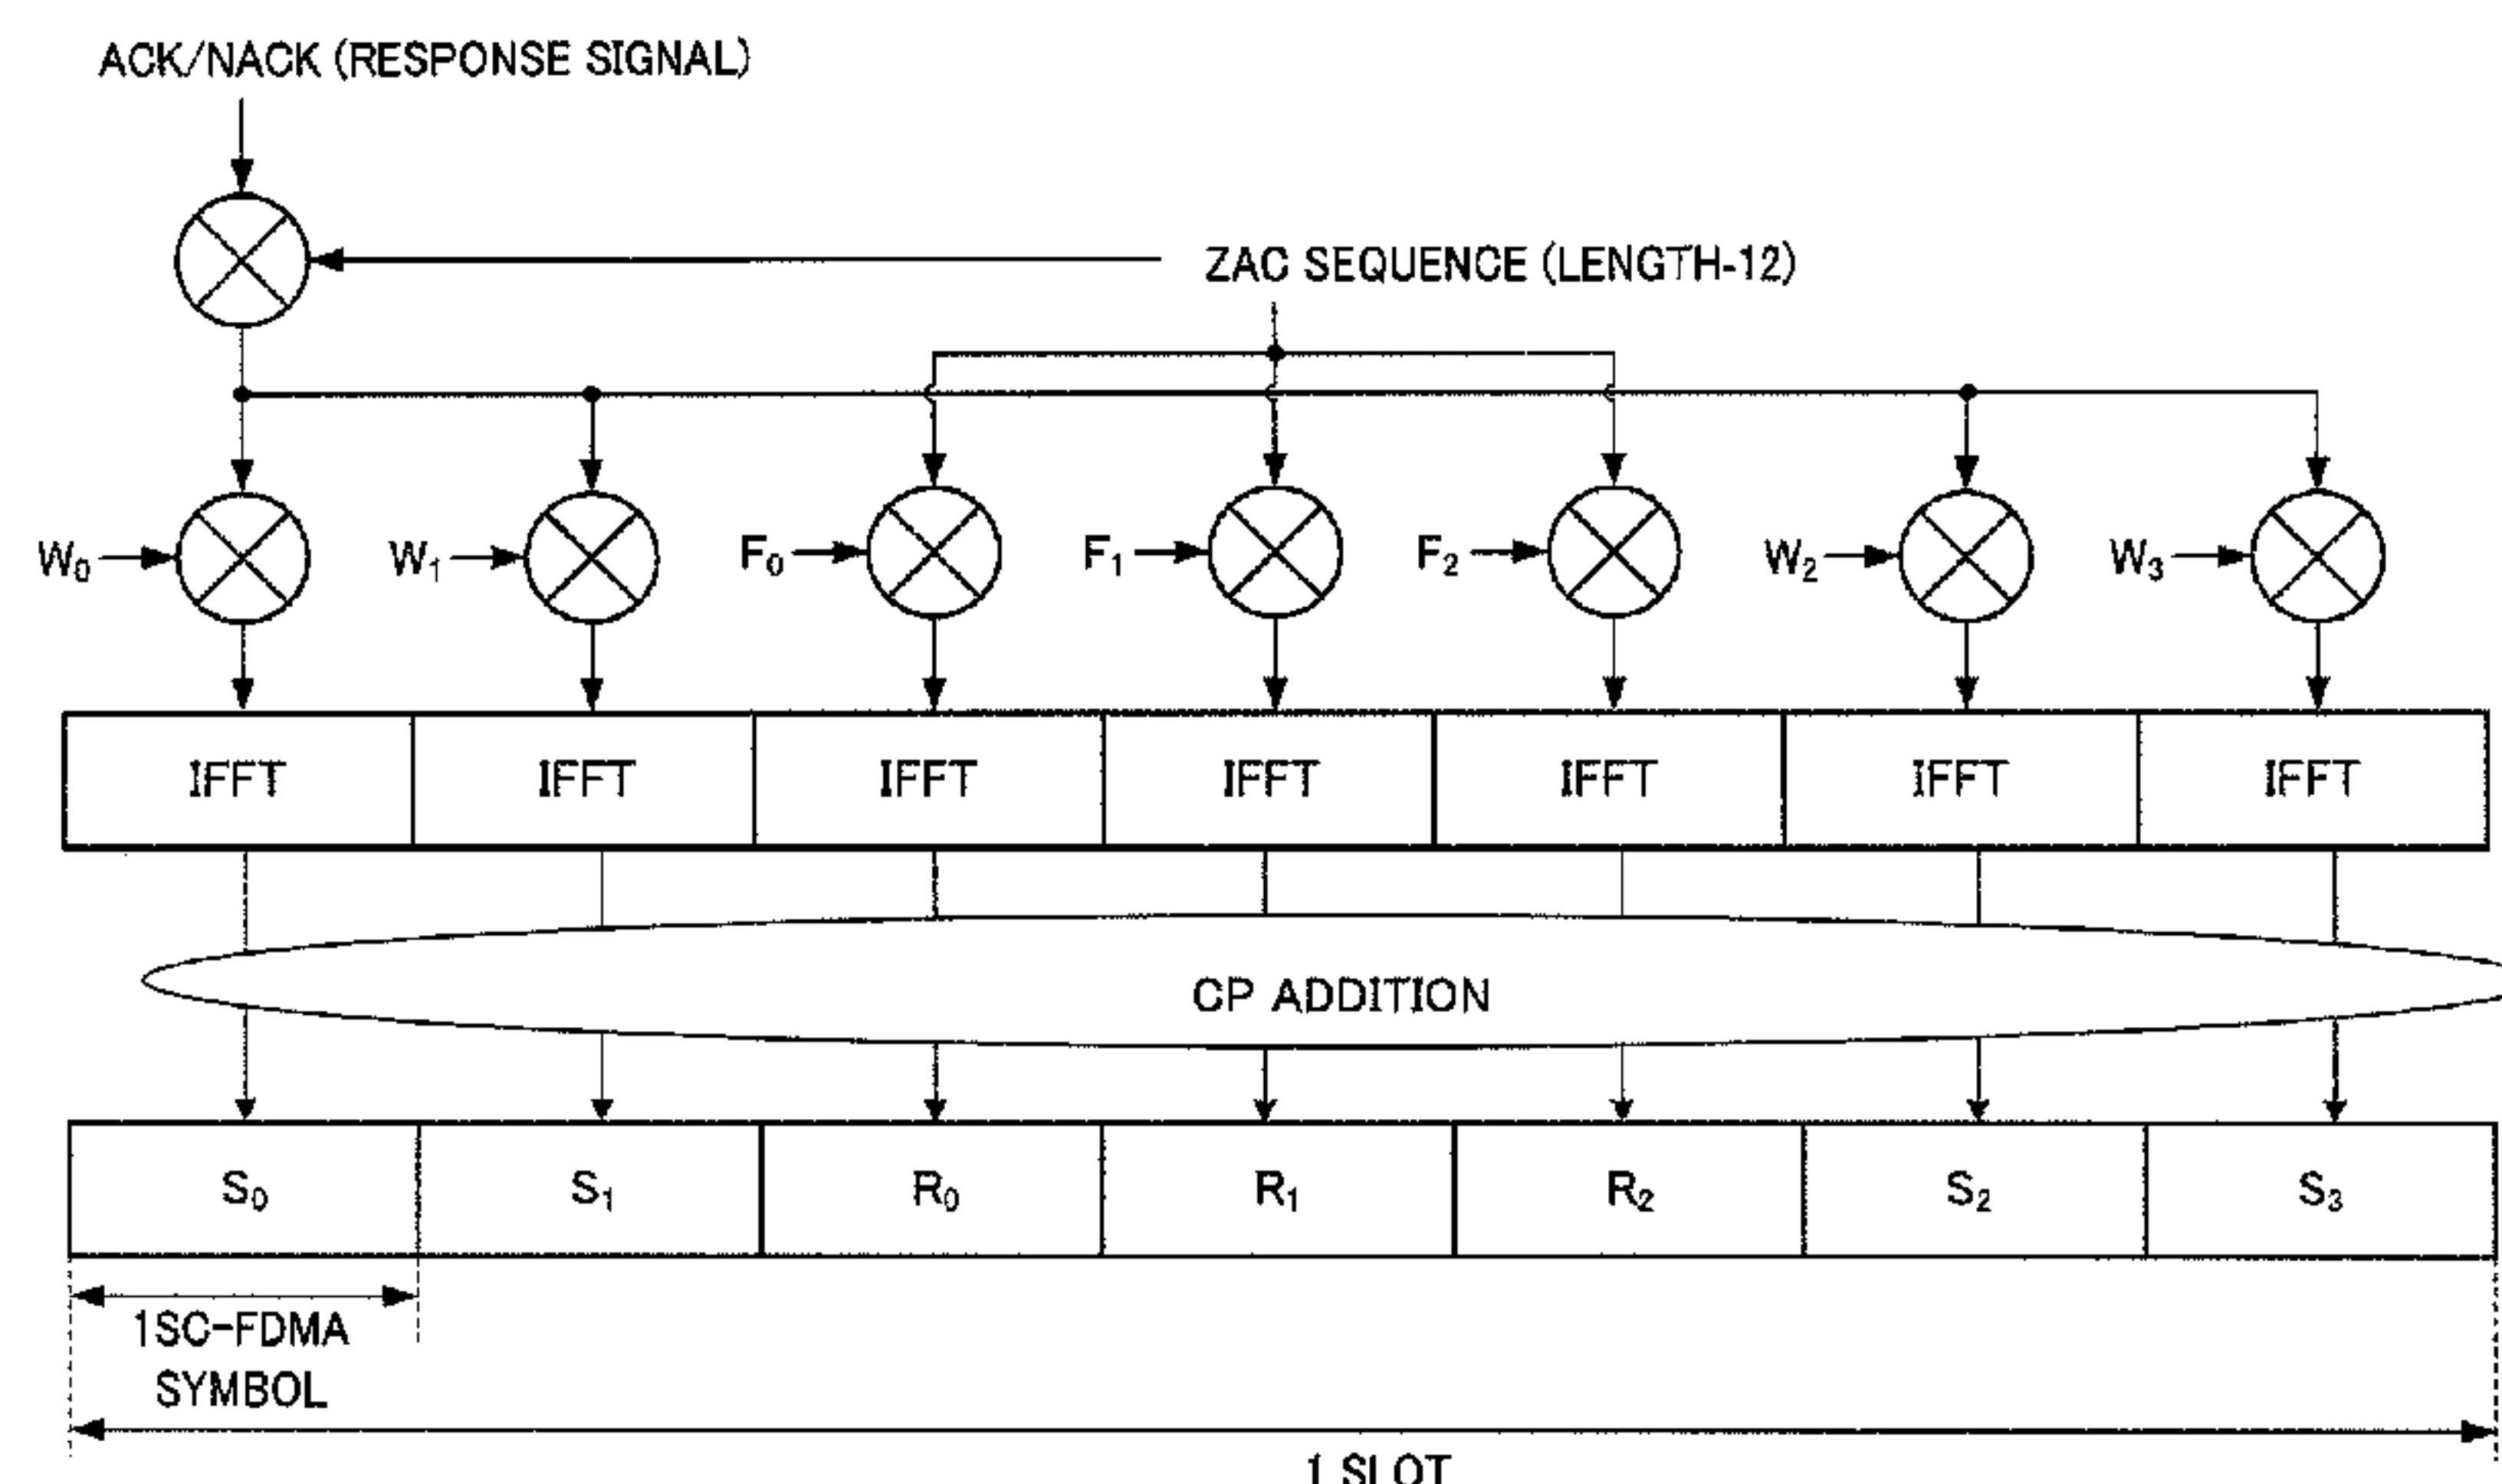 ACK/NACK (RESPONSE SIGNAL)
ZAC SEQUENCE (LENGTH-12)
W0 W1 F0 F1 F2 W2 W3
IFFT IFFT IFFT IFFT IFFT IFFT IFFT
CP ADDITION
S0 S1 R0 R1 R2 S2 S3
1SC-FDMA
SYMBOL
1 SLOT